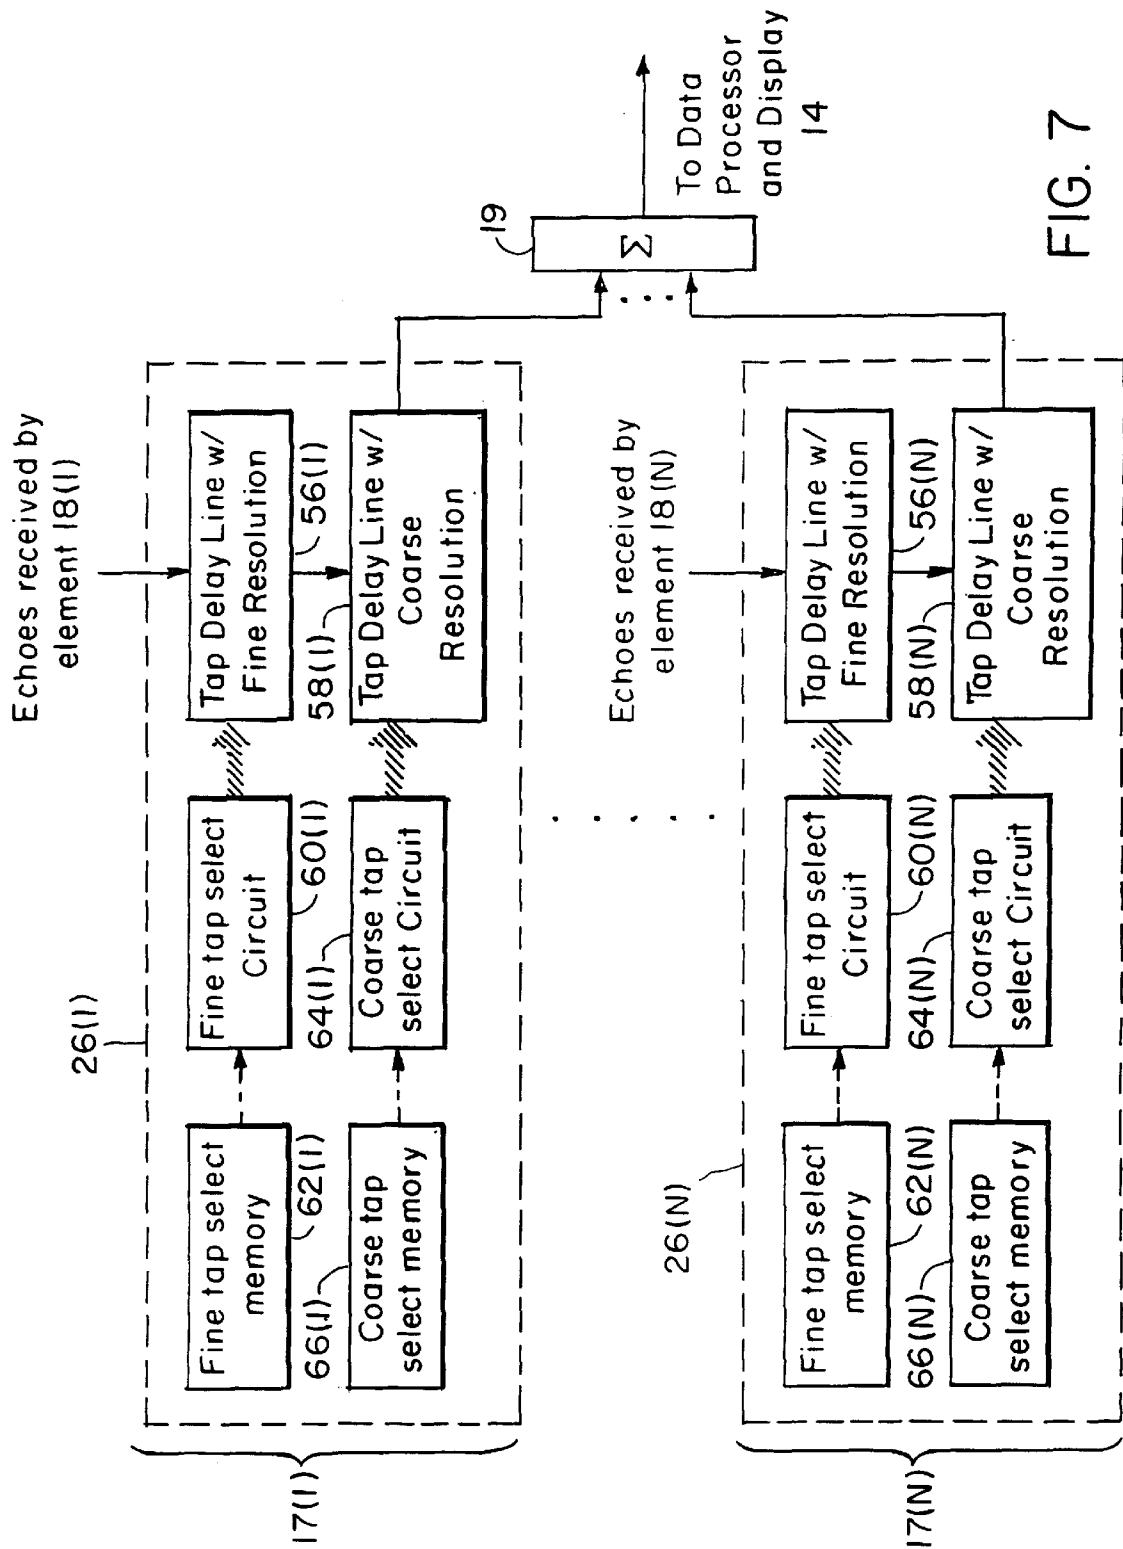 Echoes received by
element 18(1)
26(1)
Fine tap select
memory
62(1)
Fine tap select
Circuit
60(1)
Tap Delay Line w/
Fine Resolution
56(1)
66(1)
Coarse tap
select memory
64(1)
Coarse tap
select Circuit
58(1)
Tap Delay Line w/
Coarse
Resolution
17(1)
19
Σ
To Data
Processor
and Display
14
Echoes received by
element 18(N)
26(N)
Fine tap select
memory
62(N)
Fine tap select
Circuit
60(N)
Tap Delay Line w/
Fine Resolution
56(N)
66(N)
Coarse tap
select memory
64(N)
Coarse tap
select Circuit
58(N)
Tap Delay Line w/
Coarse
Resolution
17(N)
FIG. 7